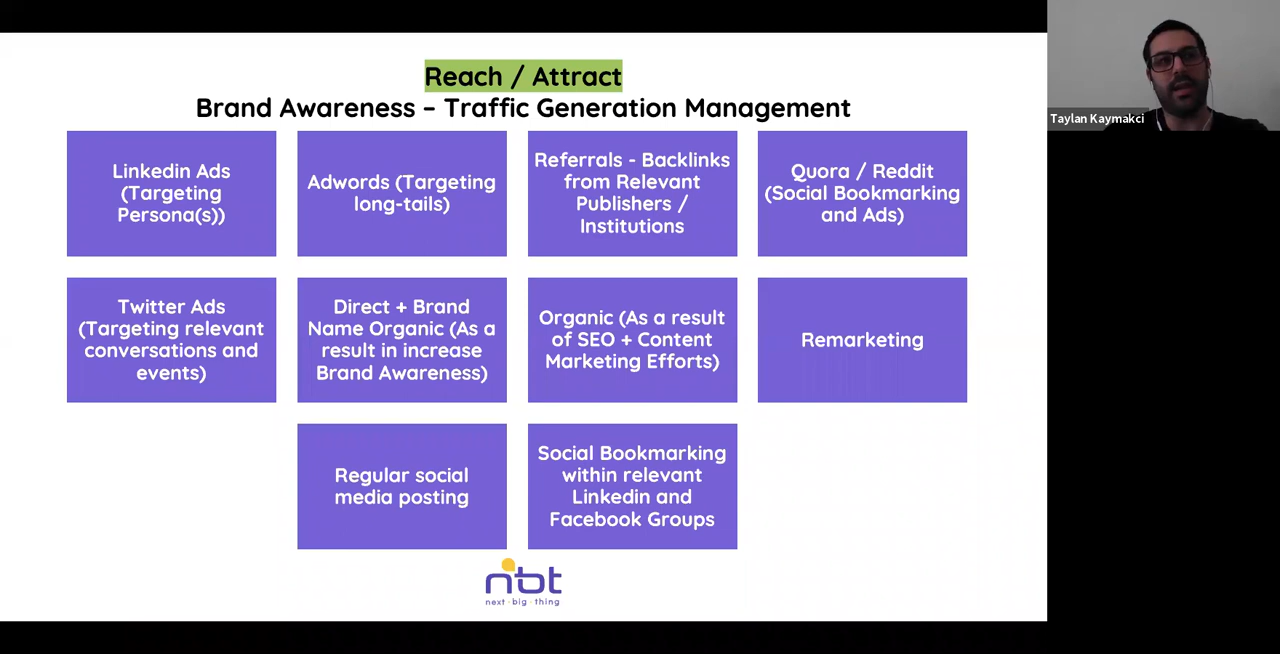 Reach / Attract
Brand Awareness – Traffic Generation Management
Linkedin Ads
(Targeting
Persona(s))
Adwords (Targeting
long-tails)
Referrals - Backlinks
from Relevant
Publishers /
Institutions
Quora / Reddit
(Social Bookmarking
and Ads)
Twitter Ads
(Targeting relevant
conversations and
events)
Direct + Brand
Name Organic (As a
result in increase
Brand Awareness)
Organic (As a result
of SEO + Content
Marketing Efforts)
Remarketing
Regular social
media posting
Social Bookmarking
within relevant
Linkedin and
Facebook Groups
nbt
next · big · thing
Taylan Kaymakci